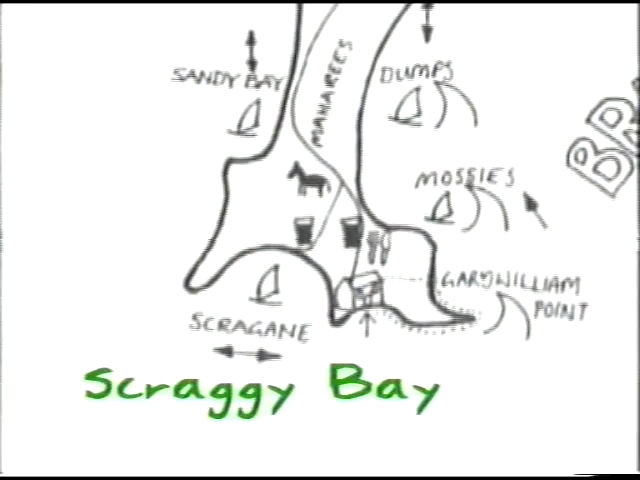 MAHAREES
SANDY BAY
DUMPS
MOSSIES
GARYWILLIAM
POINT
SCRAGANE
Scraggy Bay